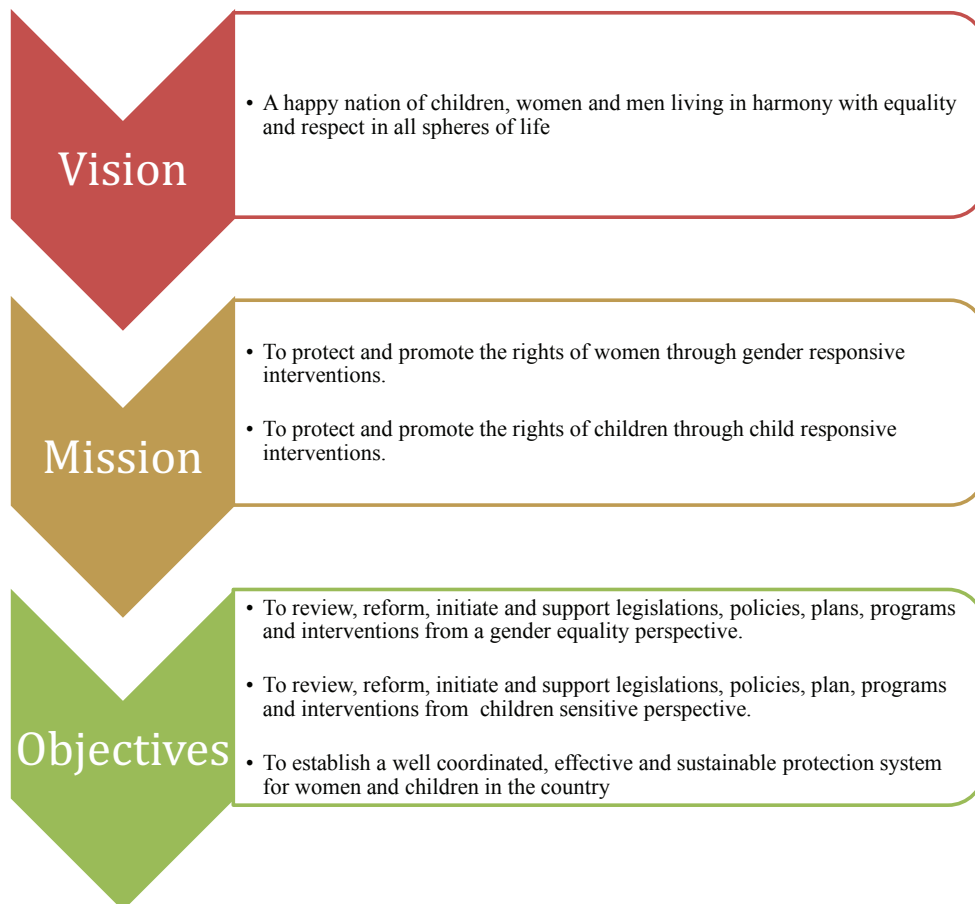 Vision
• A happy nation of children, women and men living in harmony with equality
and respect in all spheres of life
Mission
• To protect and promote the rights of women through gender responsive
interventions.
• To protect and promote the rights of children through child responsive
interventions.
Objectives
• To review, reform, initiate and support legislations, policies, plans, programs
and interventions from a gender equality perspective.
• To review, reform, initiate and support legislations, policies, plan, programs
and interventions from  children sensitive perspective.
• To establish a well coordinated, effective and sustainable protection system
for women and children in the country